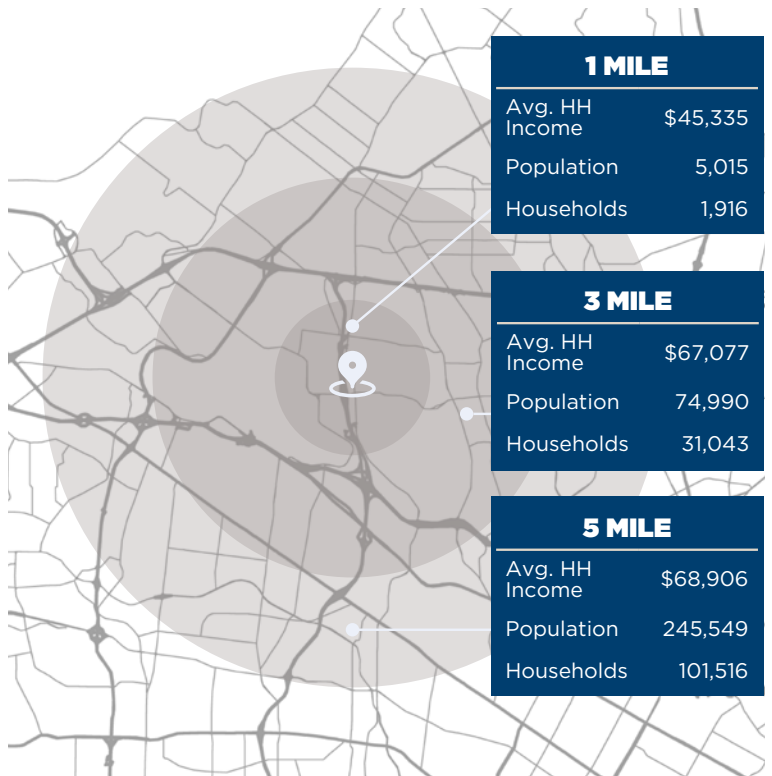 1 MILE
Avg. HH
Income $45,335
Population 5,015
Households 1,916
3 MILE
Avg. HH
Income $67,077
Population 74,990
Households 31,043
5 MILE
Avg. HH
Income $68,906
Population 245,549
Households 101,516